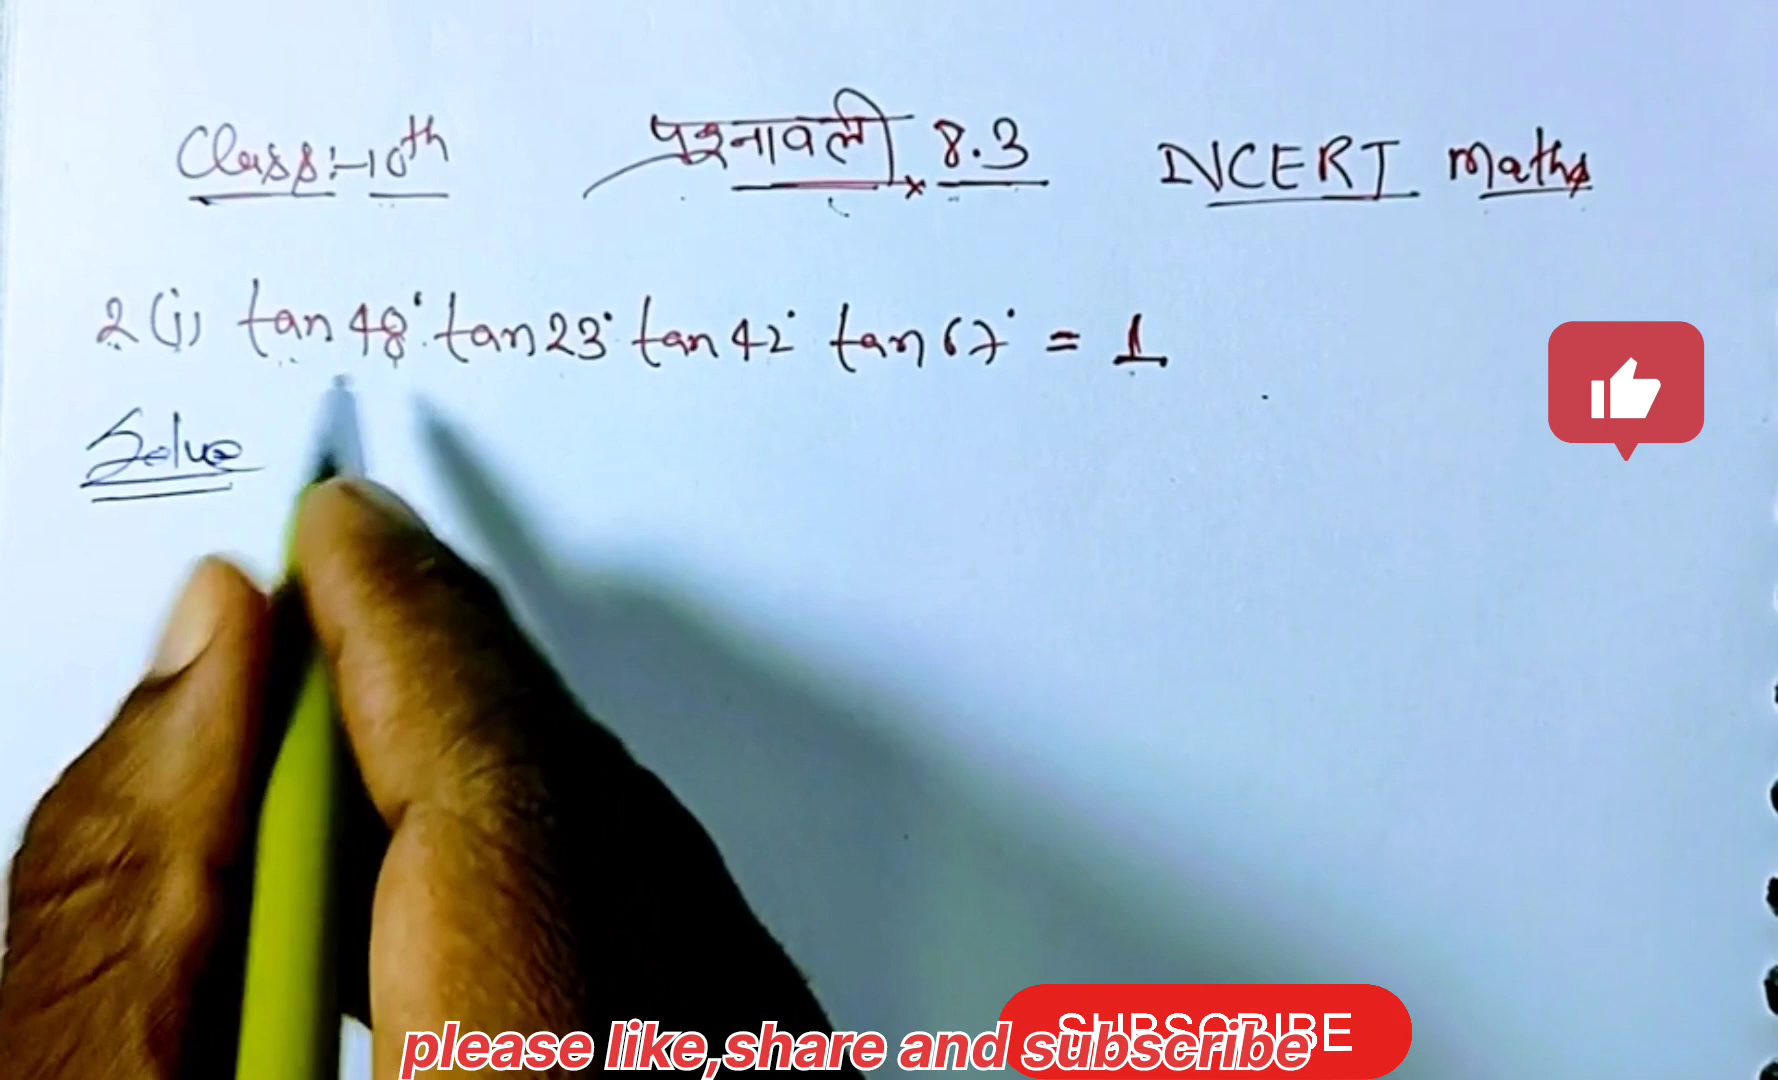 Class:-10th प्रश्नावली 8.3 NCERT Maths
2(i) tan 48° tan 23° tan 42° tan 67° = 1
Solve
SUBSCRIBE
please like,share and subscribe